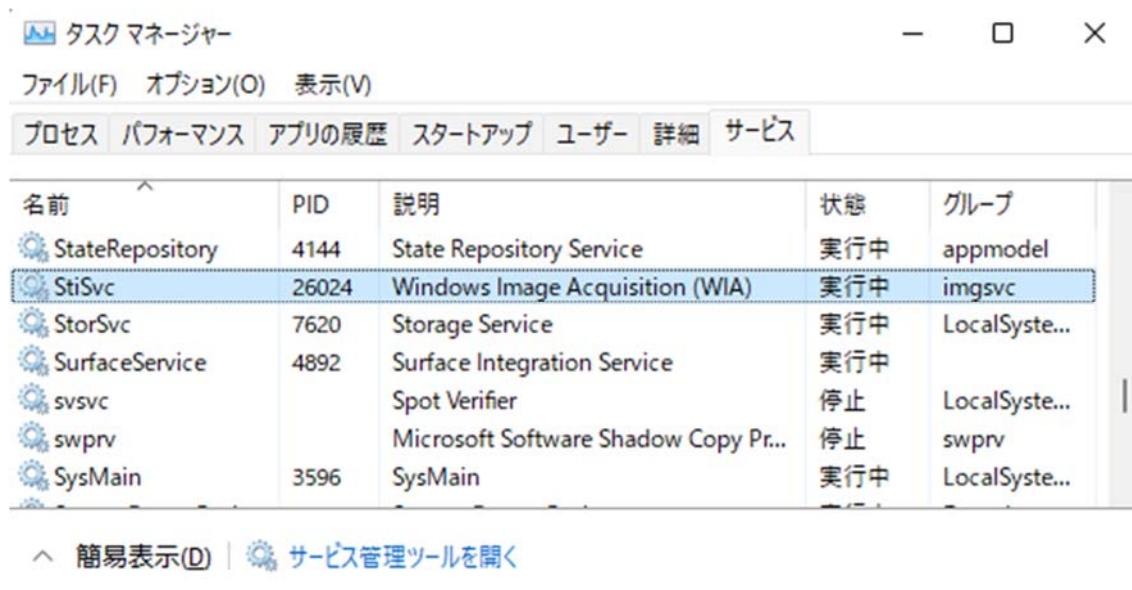 タスク マネージャー
ファイル(F) オプション(O) 表示(V)
プロセス パフォーマンス アプリの履歴 スタートアップ ユーザー 詳細 サービス
名前 PID 説明 状態 グループ
StateRepository 4144 State Repository Service 実行中 appmodel
StiSvc 26024 Windows Image Acquisition (WIA) 実行中 imgsvc
StorSvc 7620 Storage Service 実行中 LocalSyste...
SurfaceService 4892 Surface Integration Service 実行中
svsvc Spot Verifier 停止 LocalSyste...
swprv Microsoft Software Shadow Copy Pr... 停止 swprv
SysMain 3596 SysMain 実行中 LocalSyste...
簡易表示(D) サービス管理ツールを開く